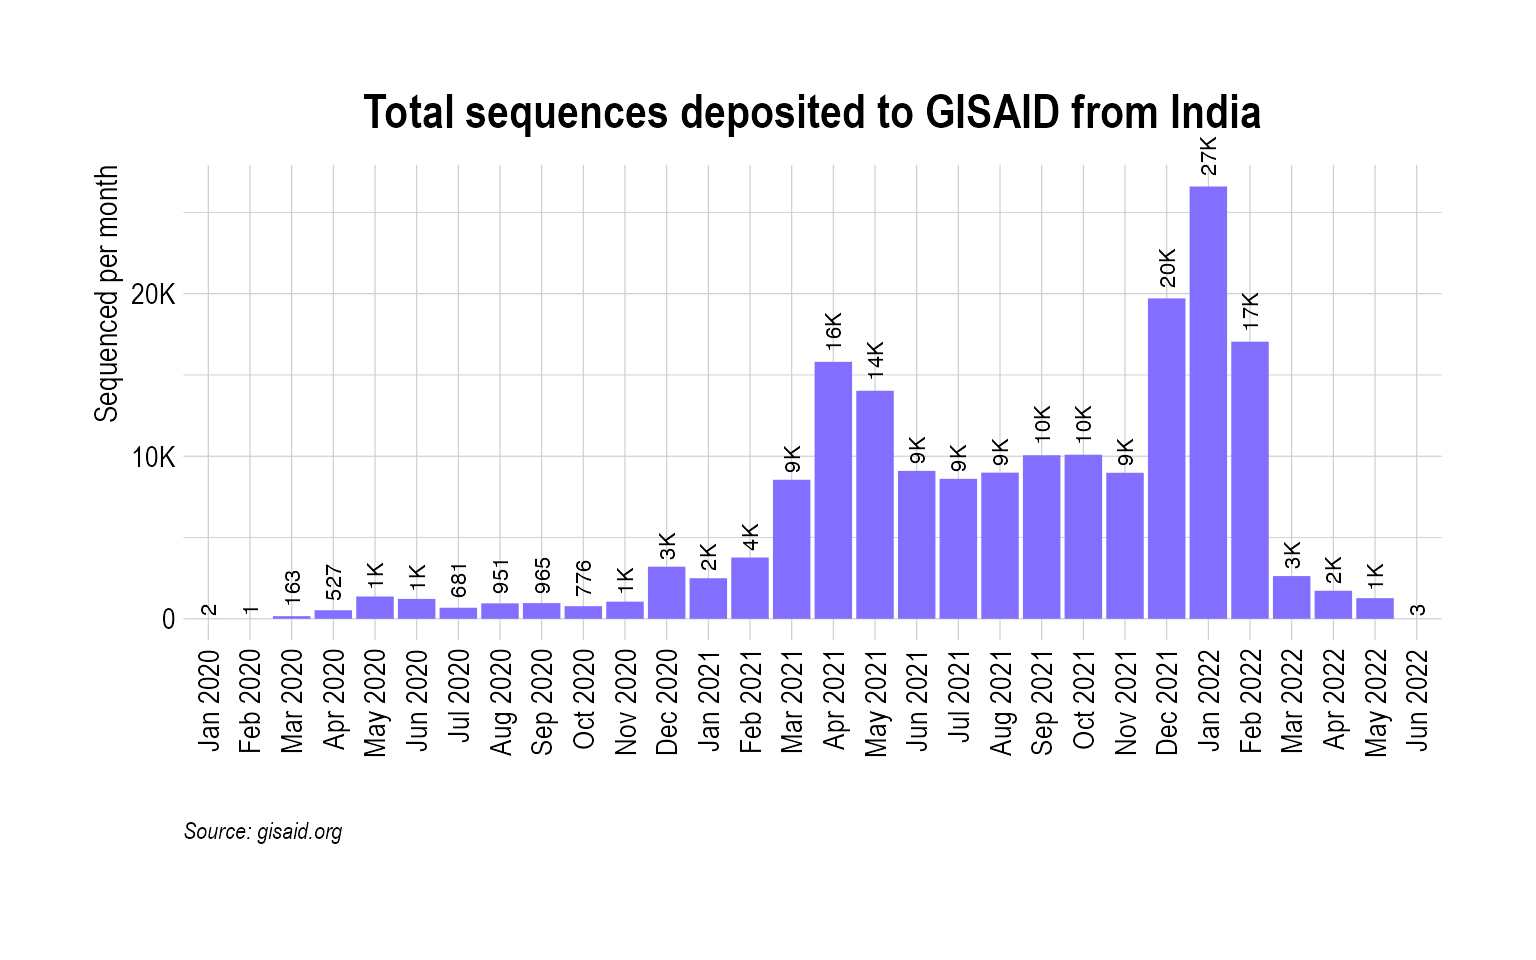 Total sequences deposited to GISAID from India
Sequenced per month
20K
10K
0
2
1
163
527
1K
1K
681
951
965
776
1K
3K
2K
4K
9K
16K
14K
9K
9K
9K
10K
10K
9K
20K
27K
17K
3K
2K
1K
3
Jan 2020
Feb 2020
Mar 2020
Apr 2020
May 2020
Jun 2020
Jul 2020
Aug 2020
Sep 2020
Oct 2020
Nov 2020
Dec 2020
Jan 2021
Feb 2021
Mar 2021
Apr 2021
May 2021
Jun 2021
Jul 2021
Aug 2021
Sep 2021
Oct 2021
Nov 2021
Dec 2021
Jan 2022
Feb 2022
Mar 2022
Apr 2022
May 2022
Jun 2022
Source: gisaid.org